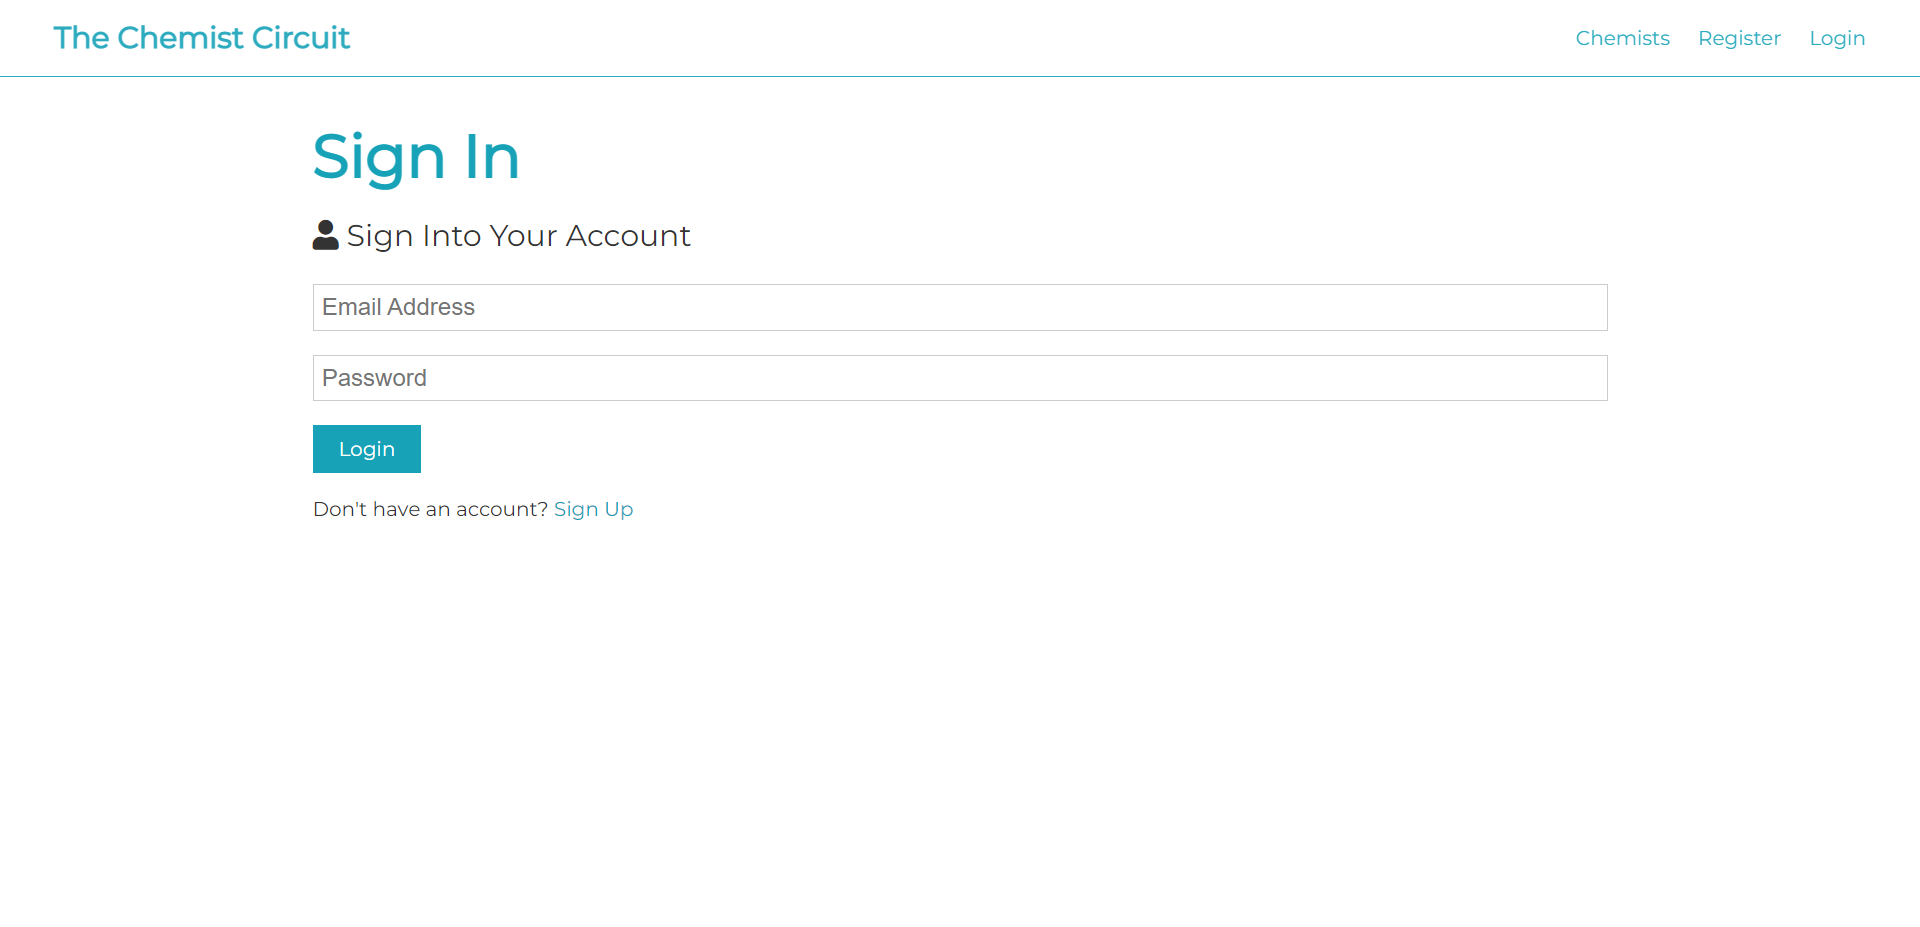 The Chemist Circuit
Chemists Register Login
Sign In
Sign Into Your Account
Email Address
Password
Login
Don't have an account? Sign Up